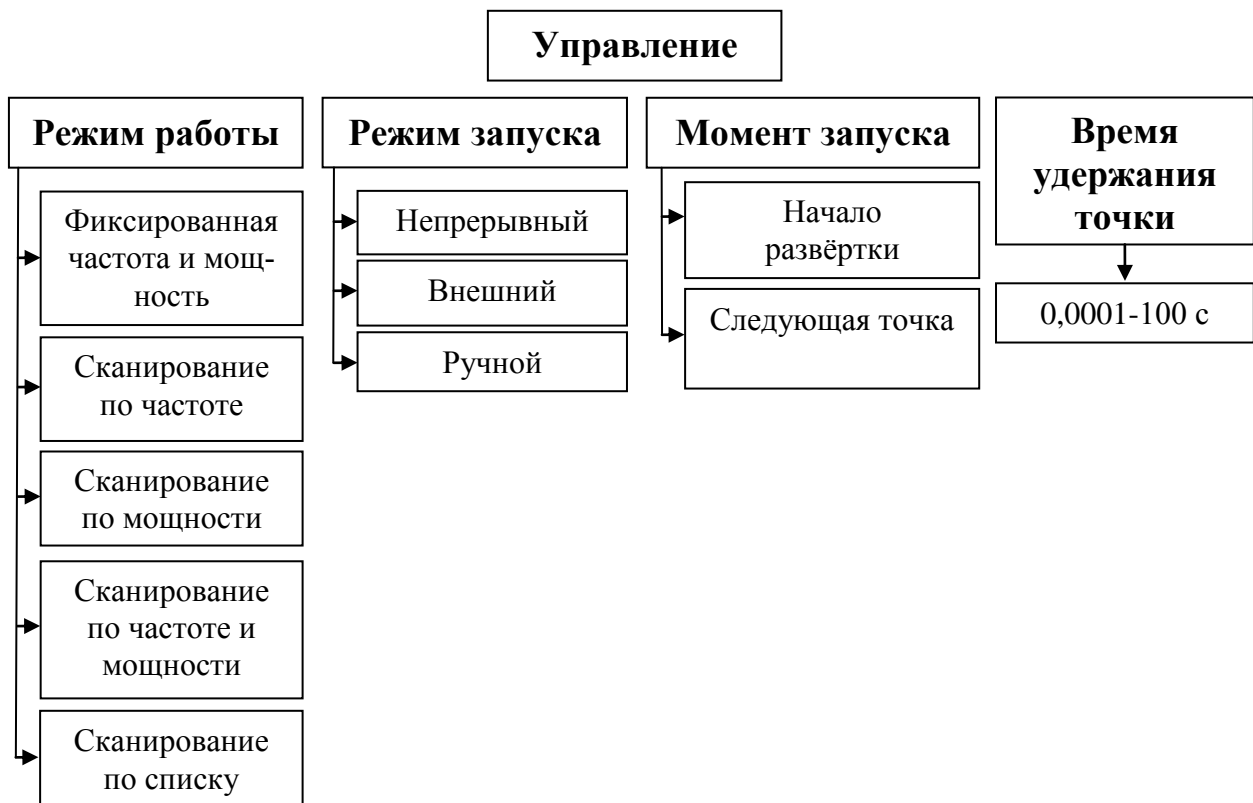 Управление
Режим работы
Фиксированная
частота и мощ-
ность
Сканирование
по частоте
Сканирование
по мощности
Сканирование
по частоте и
мощности
Сканирование
по списку
Режим запуска
Непрерывный
Внешний
Ручной
Момент запуска
Начало
развёртки
Следующая точка
Время
удержания
точки
0,0001-100 с